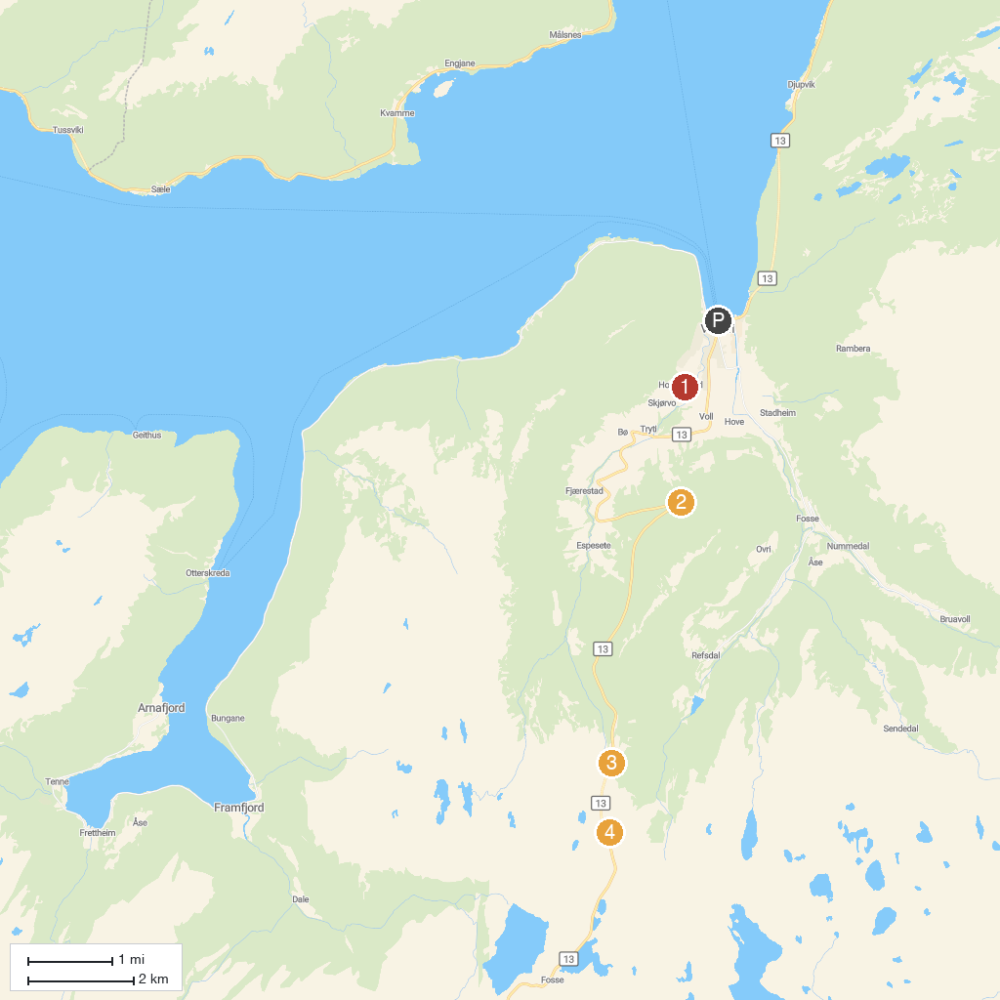 Målsnes
Engjane
Djupvik
Kvamme
Tussviki
13
Sæle
13
P
Rambera
1
Skjørvo
Voll
Stadheim
Hove
Bø
Tryti
13
Geithus
Fjærestad
2
Fosse
Espesete
Nummedal
Ovri
Åse
Otterskreda
Bruavoll
13
Refsdal
Arnafjord
Bungane
Sendedal
3
Tenne
13
Framfjord
Åse
Frettheim
4
Dale
13
Fosse
1 mi
2 km